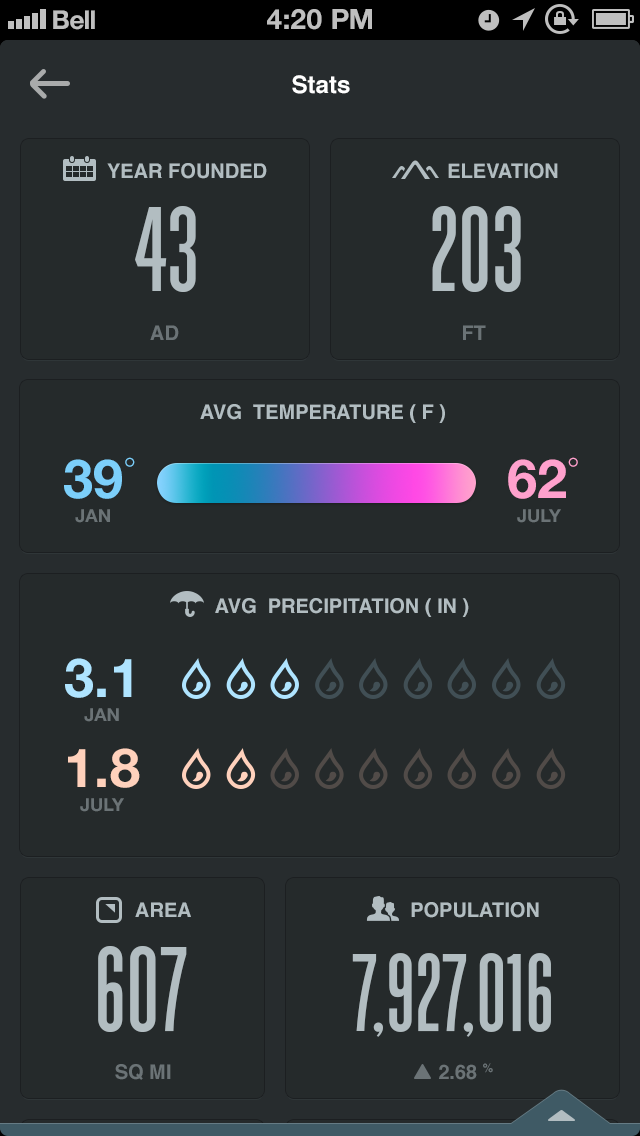 Bell 4:20 PM
Stats
YEAR FOUNDED
43
AD
ELEVATION
203
FT
AVG TEMPERATURE ( F )
39°
JAN
62°
JULY
AVG PRECIPITATION ( IN )
3.1
JAN
1.8
JULY
AREA
607
SQ MI
POPULATION
7,927,016
▲ 2.68 %